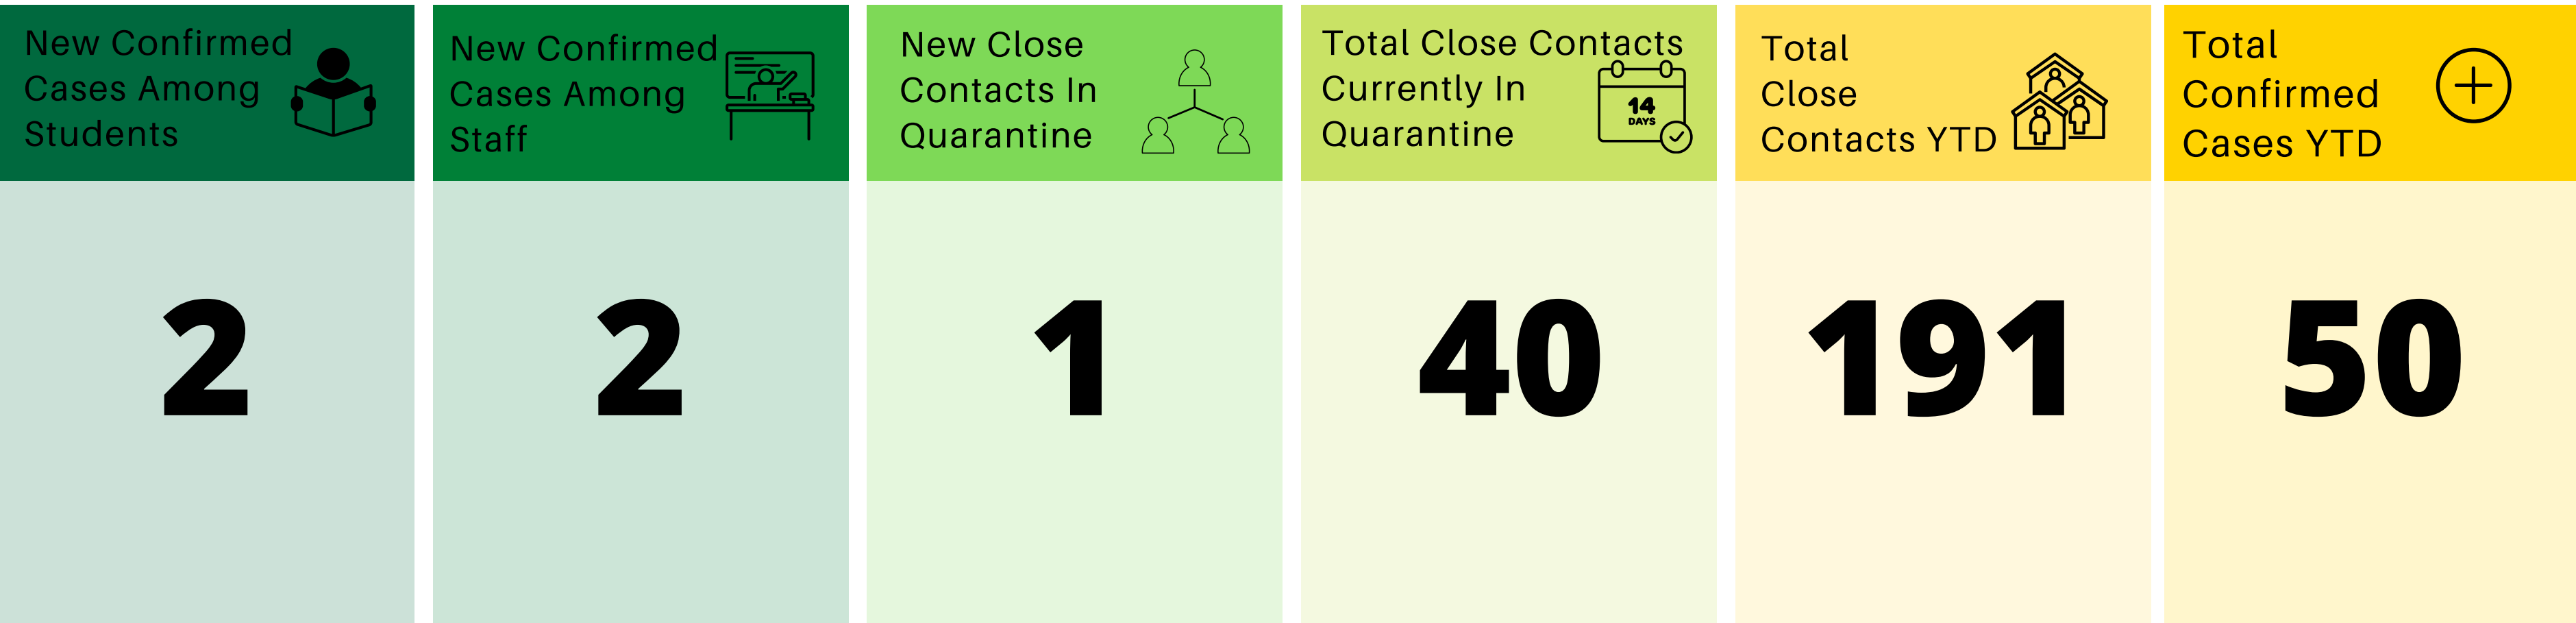 New Confirmed
Cases Among
Students
New Confirmed
Cases Among
Staff
New Close
Contacts In
Quarantine
Total Close Contacts
Currently In
Quarantine
14
DAYS
Total
Close
Contacts YTD
Total
Confirmed
Cases YTD
2
2
1
40
191
50